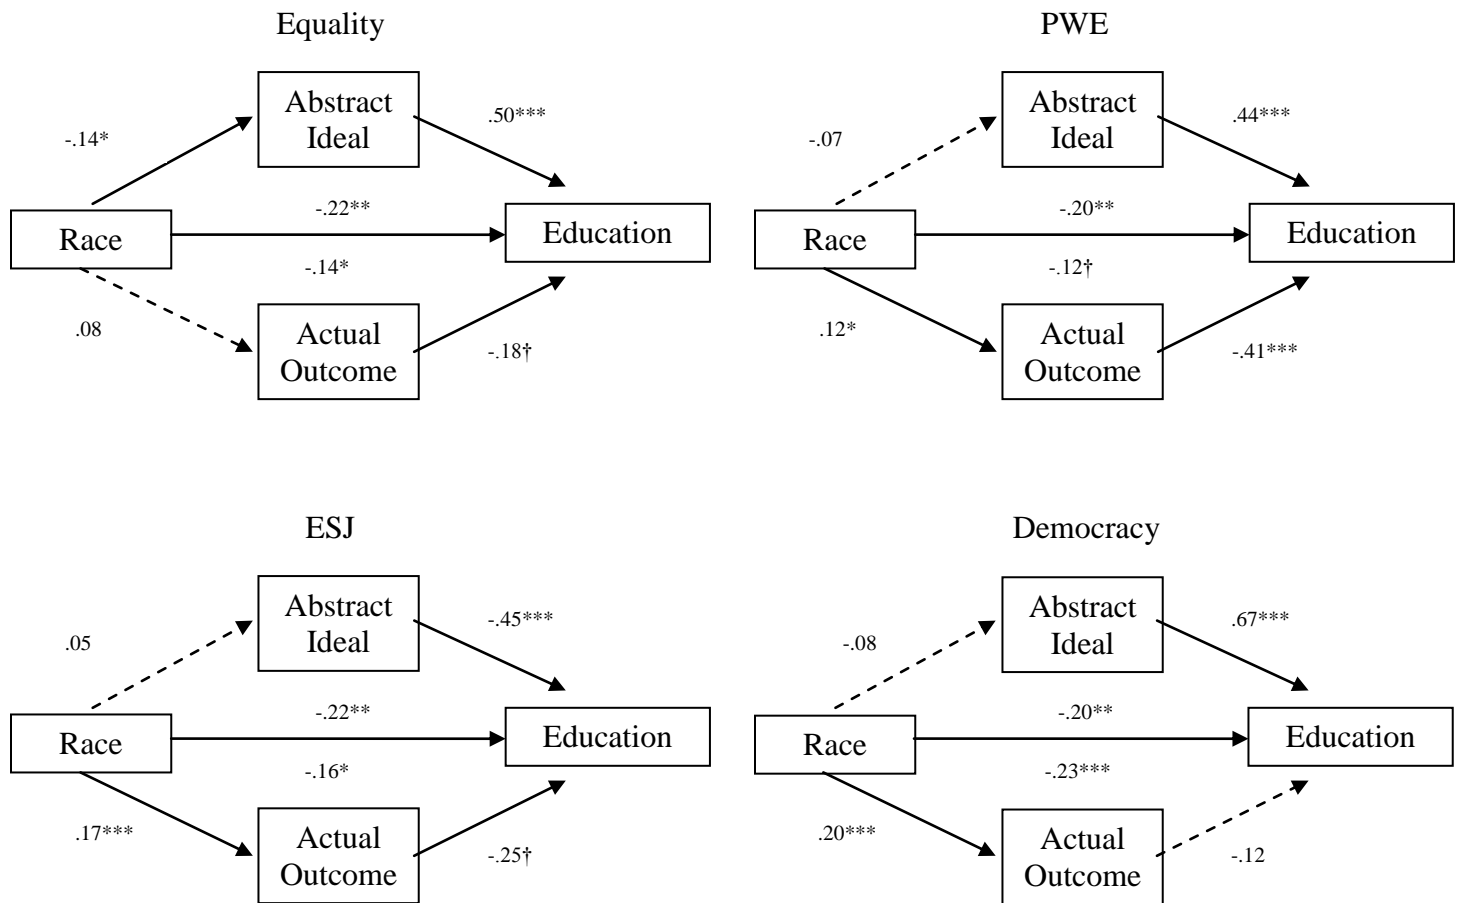 Equality
Abstract
Ideal
-.14*
.50***
-.22**
Race
Education
-.14*
.08
Actual
Outcome
-.18†
PWE
Abstract
Ideal
-.07
.44***
-.20**
Race
Education
-.12†
.12*
Actual
Outcome
-.41***
ESJ
Abstract
Ideal
.05
-.45***
-.22**
Race
Education
-.16*
.17***
Actual
Outcome
-.25†
Democracy
Abstract
Ideal
-.08
.67***
-.20**
Race
Education
-.23***
.20***
Actual
Outcome
-.12